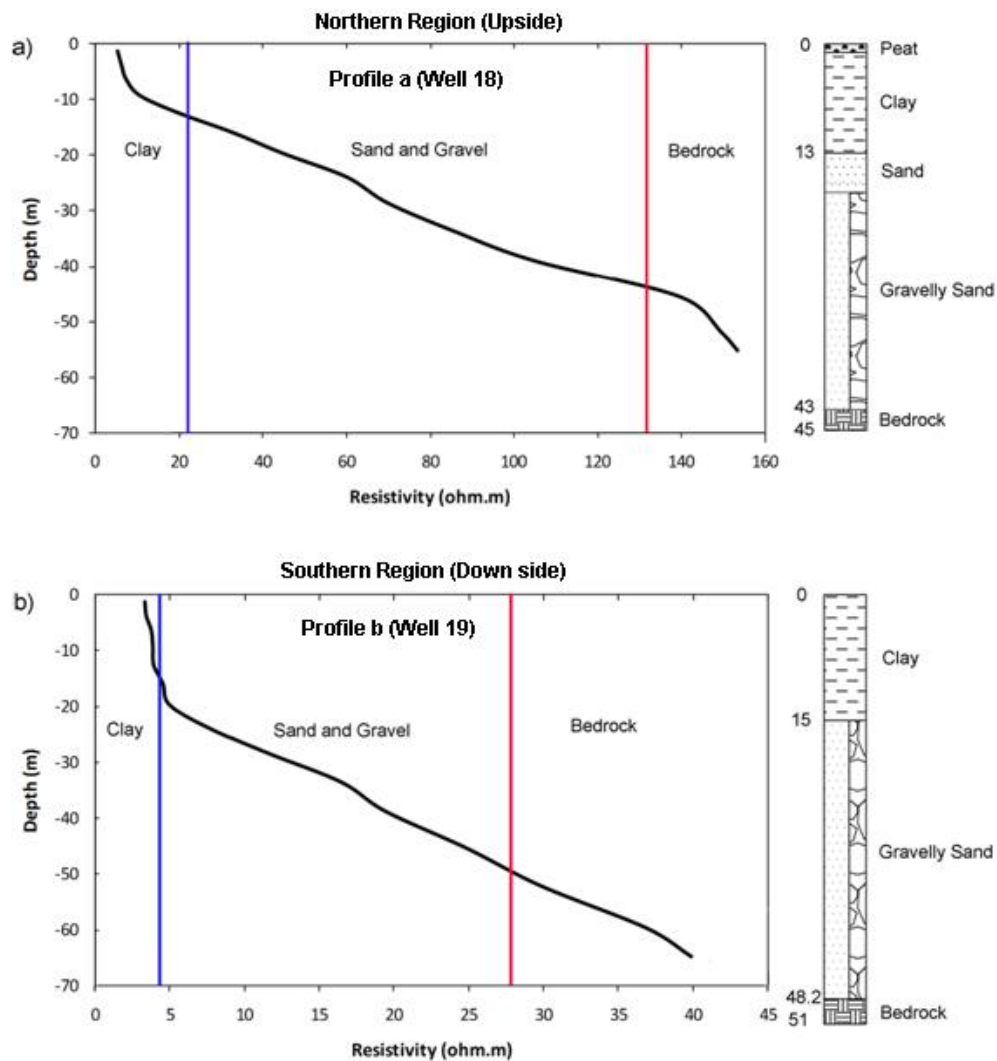 Northern Region (Upside)
a)
Profile a (Well 18)
Clay
Sand and Gravel
Bedrock
Depth (m)
0
-10
-20
-30
-40
-50
-60
-70
0 20 40 60 80 100 120 140 160
Resistivity (ohm.m)
0
Peat
Clay
13
Sand
Gravelly Sand
43
Bedrock
45
Southern Region (Down side)
b)
Profile b (Well 19)
Clay
Sand and Gravel
Bedrock
Depth (m)
0
-10
-20
-30
-40
-50
-60
-70
0 5 10 15 20 25 30 35 40 45
Resistivity (ohm.m)
0
Clay
15
Gravelly Sand
48.2
Bedrock
51